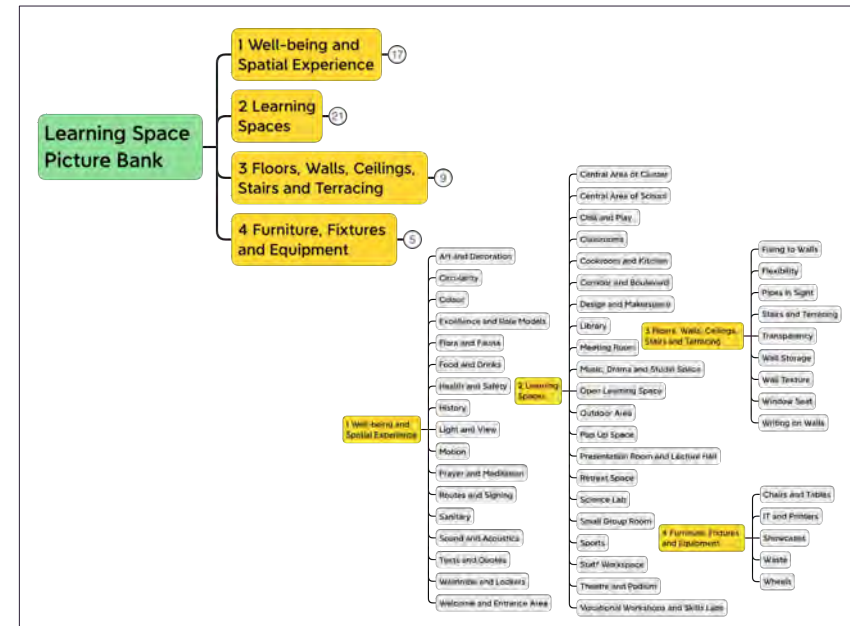 Learning Space
Picture Bank
1 Well-being and
Spatial Experience
17
2 Learning
Spaces
21
3 Floors, Walls, Ceilings,
Stairs and Terracing
9
4 Furniture, Fixtures
and Equipment
5
1 Well-being and
Spatial Experience
Art and Decoration
Circularity
Colour
Excellence and Role Models
Flora and Fauna
Food and Drinks
Health and Safety
History
Light and View
Motion
Prayer and Meditation
Routes and Signing
Sanitary
Sound and Acoustics
Texts and Quotes
Wardrobe and Lockers
Welcome and Entrance Area
2 Learning
Spaces
Central Area of Cluster
Central Area of School
Chill and Play
Classrooms
Cookroom and Kitchen
Corridor and Boulevard
Design and Makerspace
Library
Meeting Room
Music, Drama and Studio Space
Open Learning Space
Outdoor Area
Pop Up Space
Presentation Room and Lecture Hall
Retreat Space
Science Lab
Small Group Room
Sports
Staff Workspace
Theatre and Podium
Vocational Workshops and Skills Labs
3 Floors, Walls, Ceilings,
Stairs and Terracing
Fixing to Walls
Flexibility
Pipes in Sight
Stairs and Terracing
Transparency
Wall Storage
Wall Texture
Window Seat
Writing on Walls
4 Furniture, Fixtures
and Equipment
Chairs and Tables
IT and Printers
Showcases
Waste
Wheels